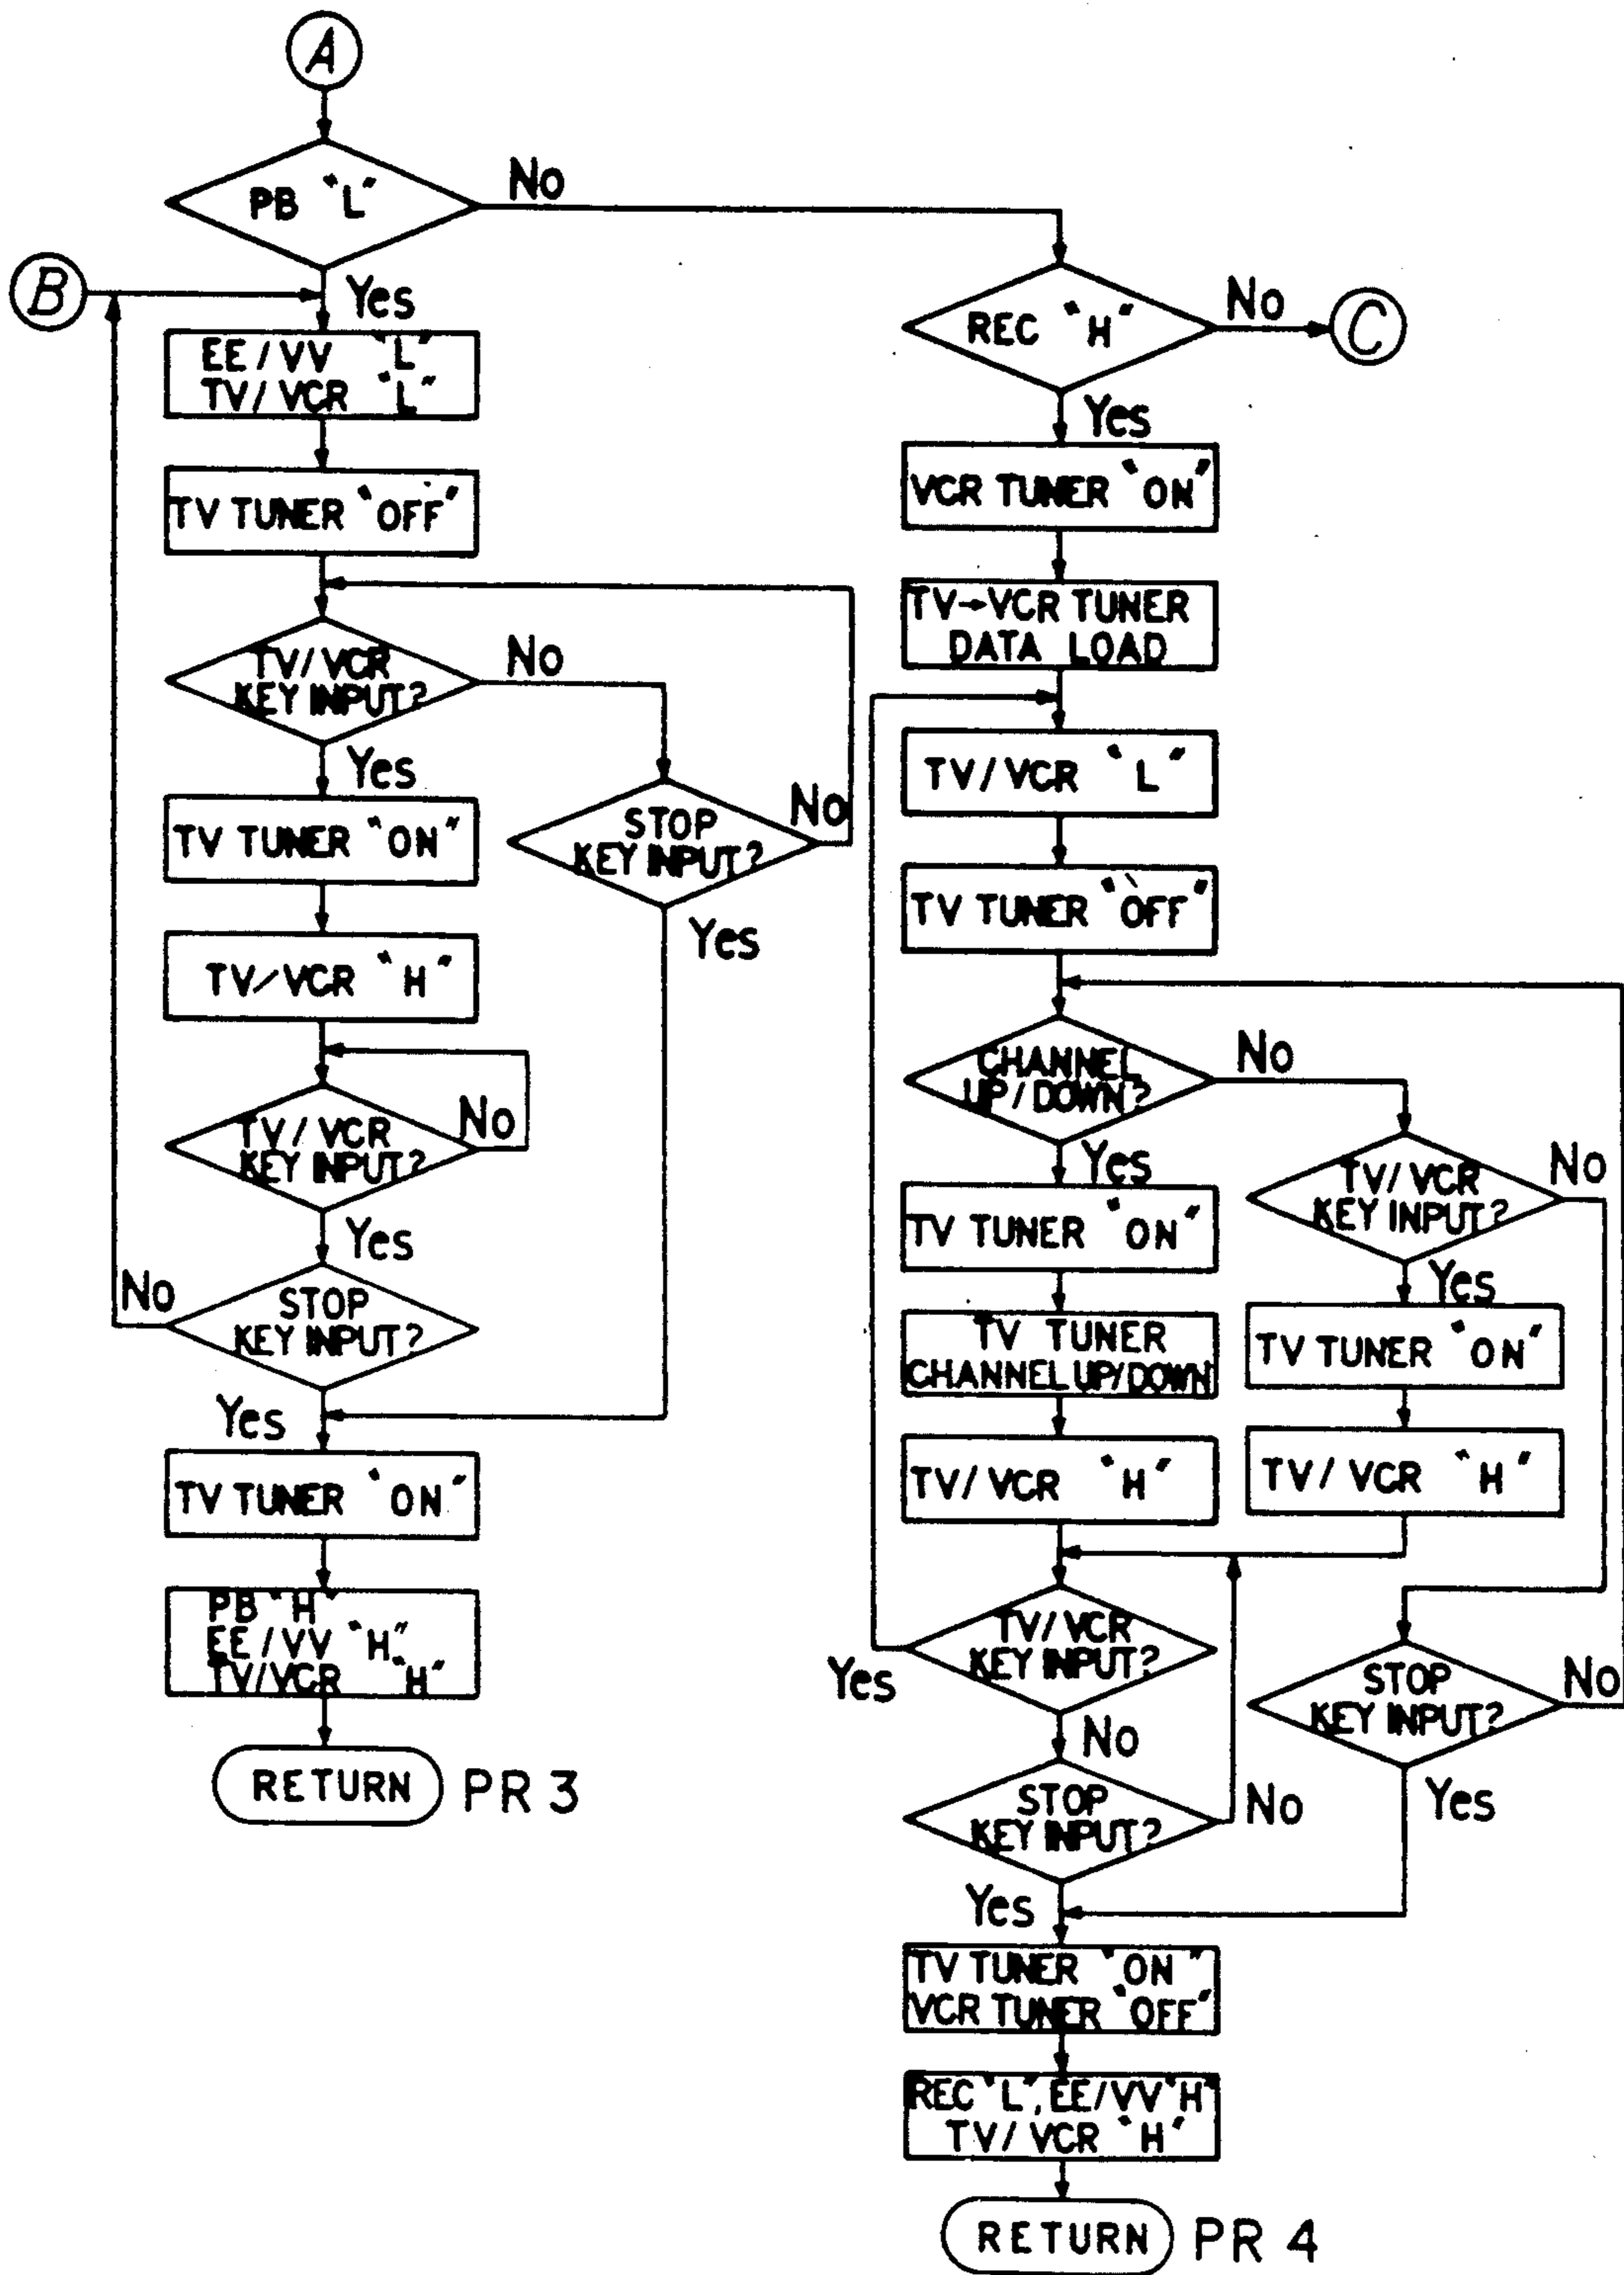 A
PB "L"
No
B
Yes
EE/VV "L"
TV/VCR "L"
TV TUNER "OFF"
TV/VCR
KEY INPUT?
No
Yes
STOP
KEY INPUT?
No
Yes
TV TUNER "ON"
TV/VCR "H"
TV/VCR
KEY INPUT?
No
Yes
STOP
KEY INPUT?
No
Yes
TV TUNER "ON"
PB "H"
EE/VV "H"
TV/VCR "H"
RETURN
PR 3
REC "H"
No
C
Yes
VCR TUNER "ON"
TV→VCR TUNER
DATA LOAD
TV/VCR "L"
TV TUNER "OFF"
CHANNEL
UP/DOWN?
No
Yes
TV TUNER "ON"
TV TUNER
CHANNEL UP/DOWN
TV/VCR "H"
TV/VCR
KEY INPUT?
No
Yes
TV TUNER "ON"
TV/VCR "H"
TV/VCR
KEY INPUT?
Yes
No
STOP
KEY INPUT?
No
Yes
STOP
KEY INPUT?
No
Yes
TV TUNER "ON"
VCR TUNER "OFF"
REC "L", EE/VV "H"
TV/VCR "H"
RETURN
PR 4